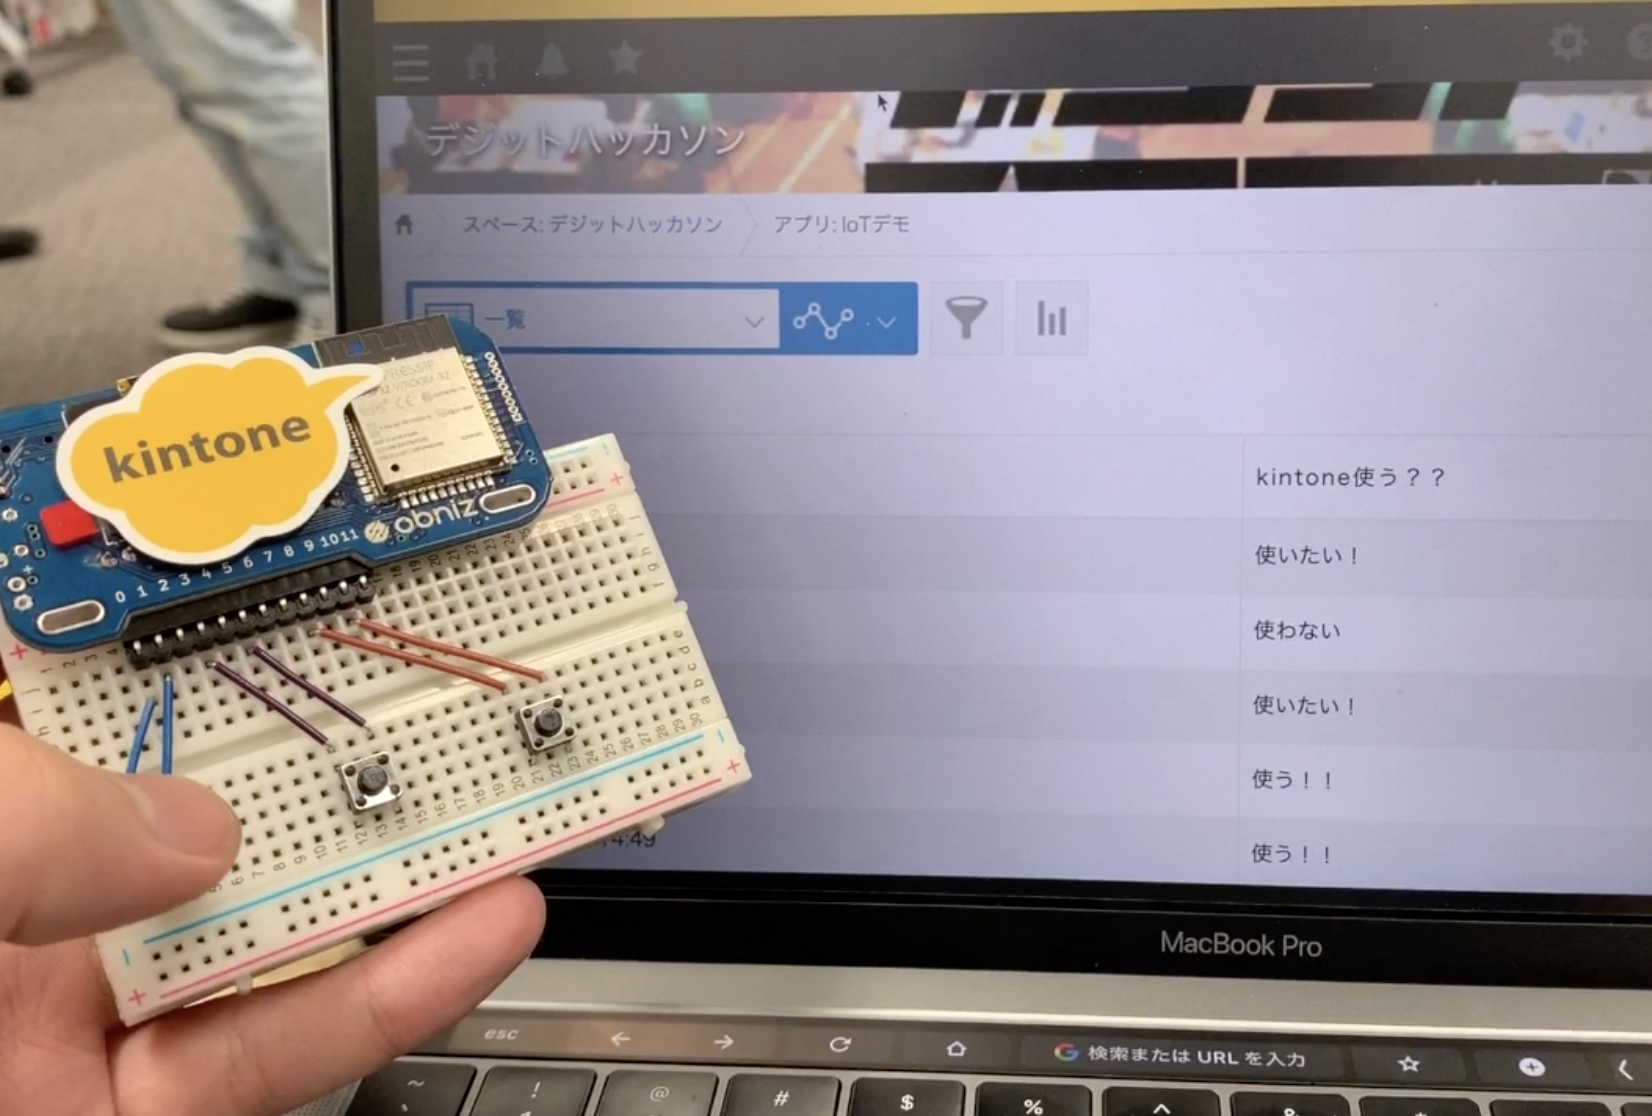 デジットハッカソン
スペース: デジットハッカソン
アプリ: IoTデモ
一覧
kintone使う？？
使いたい！
使わない
使いたい！
使う！！
使う！！
4:49
kintone
obniz
0 1 2 3 4 5 6 7 8 9 10 11
MacBook Pro
esc
検索または URL を入力
~ ! @ # $ % ^ &